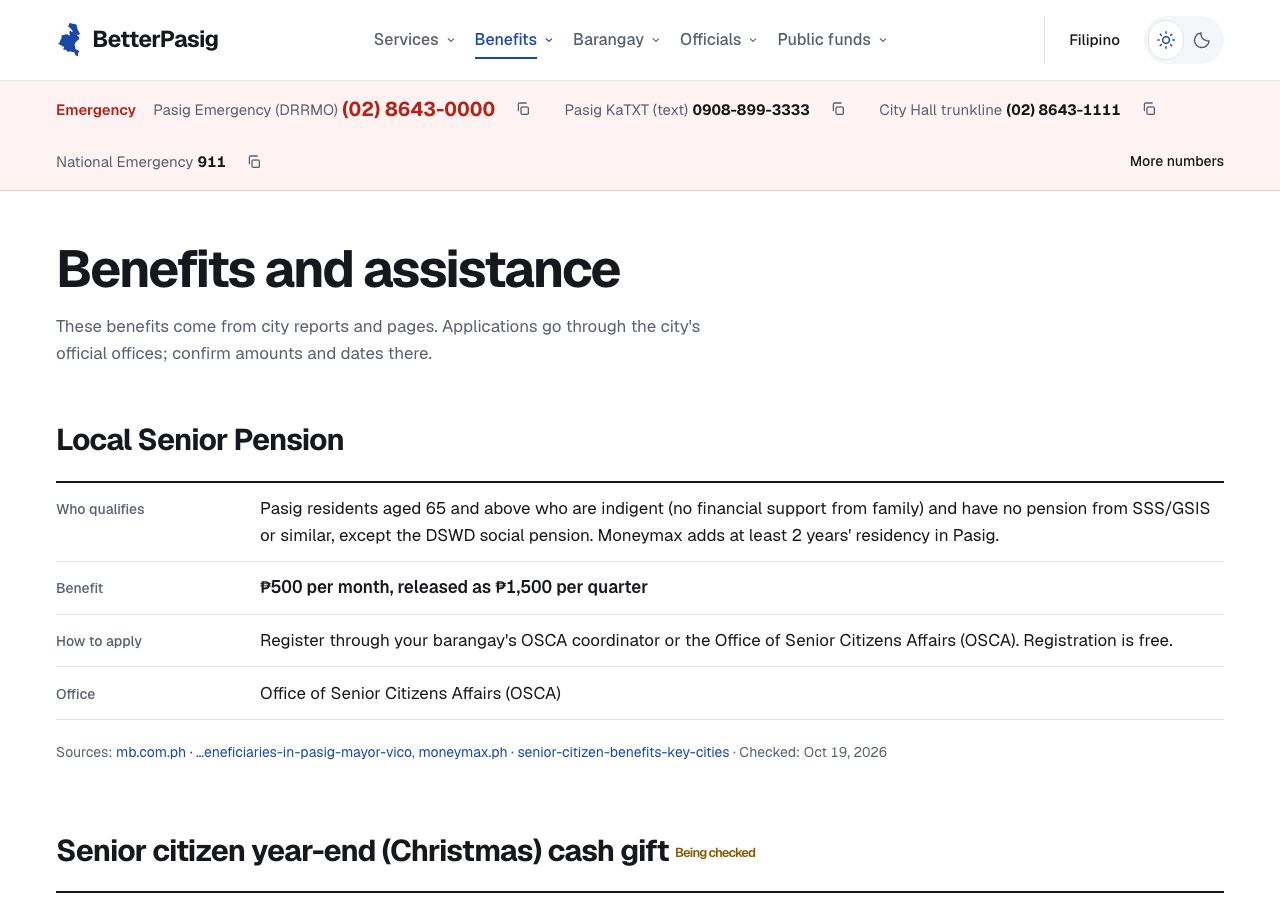 BetterPasig
Services
Benefits
Barangay
Officials
Public funds
Filipino
Emergency Pasig Emergency (DRRMO) (02) 8643-0000
Pasig KaTXT (text) 0908-899-3333
City Hall trunkline (02) 8643-1111
National Emergency 911
More numbers
Benefits and assistance
These benefits come from city reports and pages. Applications go through the city's
official offices; confirm amounts and dates there.
Local Senior Pension
Who qualifies
Pasig residents aged 65 and above who are indigent (no financial support from family) and have no pension from SSS/GSIS
or similar, except the DSWD social pension. Moneymax adds at least 2 years' residency in Pasig.
Benefit
₱500 per month, released as ₱1,500 per quarter
How to apply
Register through your barangay's OSCA coordinator or the Office of Senior Citizens Affairs (OSCA). Registration is free.
Office
Office of Senior Citizens Affairs (OSCA)
Sources: mb.com.ph · …eneficiaries-in-pasig-mayor-vico, moneymax.ph · senior-citizen-benefits-key-cities · Checked: Oct 19, 2026
Senior citizen year-end (Christmas) cash gift Being checked